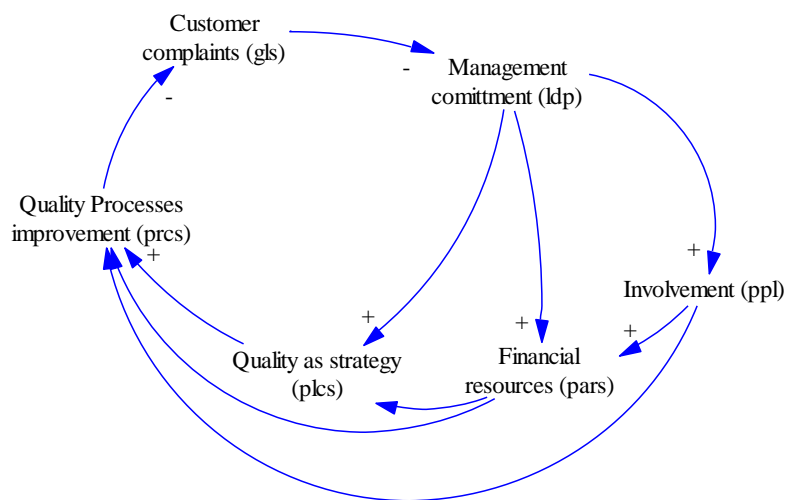 Customer
complaints (gls)
-
-
Management
comittment (ldp)
Quality Processes
improvement (prcs)
+
+
Involvement (ppl)
+
+
+
Quality as strategy
(plcs)
Financial
resources (pars)